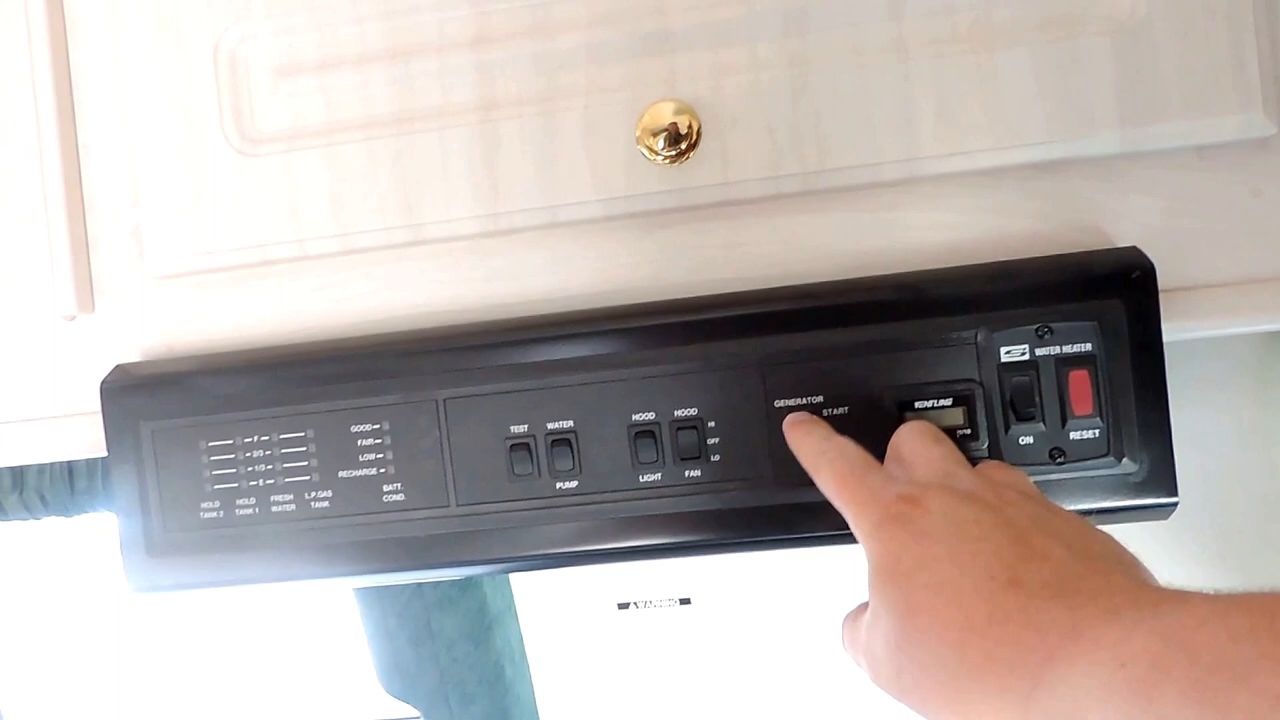 F
2/3
1/3
E
HOLD
TANK 2
HOLD
TANK 1
FRESH
WATER
L.P. GAS
TANK
GOOD
FAIR
LOW
RECHARGE
BATT.
COND.
TEST
WATER
PUMP
HOOD
LIGHT
HOOD
HI
OFF
LO
FAN
GENERATOR
START
WATER HEATER
ON
RESET
WARNING